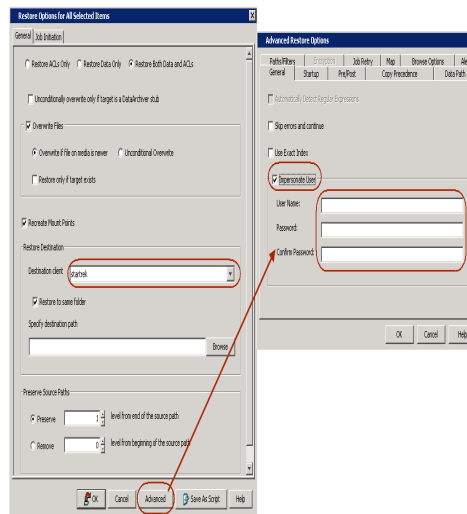 Restore Options for All Selected Items
General
Job Initiation
Restore ACLs Only
Restore Data Only
Restore Both Data and ACLs
Unconditionally overwrite only if target is a DataArchiver stub
Overwrite Files
Overwrite if file on media is newer
Unconditional Overwrite
Restore only if target exists
Recreate Mount Points
Restore Destination
Destination client
startrek
Restore to same folder
Specify destination path
Browse
Preserve Source Paths
Preserve
1
level from end of the source path
Remove
0
level from beginning of the source path
OK
Cancel
Advanced
Save As Script
Help
Advanced Restore Options
Paths/Filters
Encryption
Job Retry
Map
Browse Options
Ale
General
Startup
Pre/Post
Copy Precedence
Data Path
Automatically Detect Regular Expressions
Skip errors and continue
Use Exact Index
Impersonate User
User Name:
Password:
Confirm Password:
OK
Cancel
Help